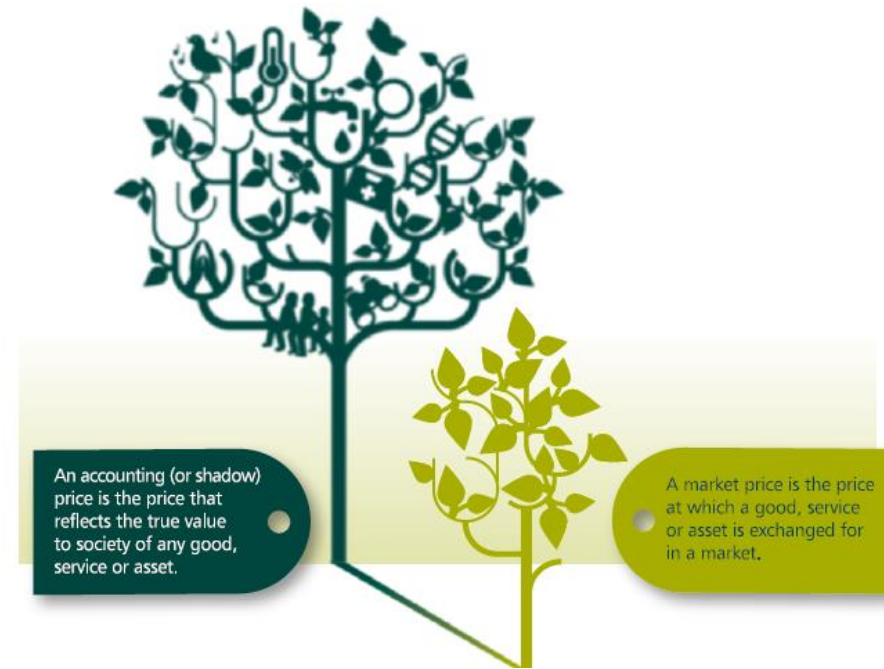 An accounting (or shadow)
price is the price that
reflects the true value
to society of any good,
service or asset.
A market price is the price
at which a good, service
or asset is exchanged for
in a market.